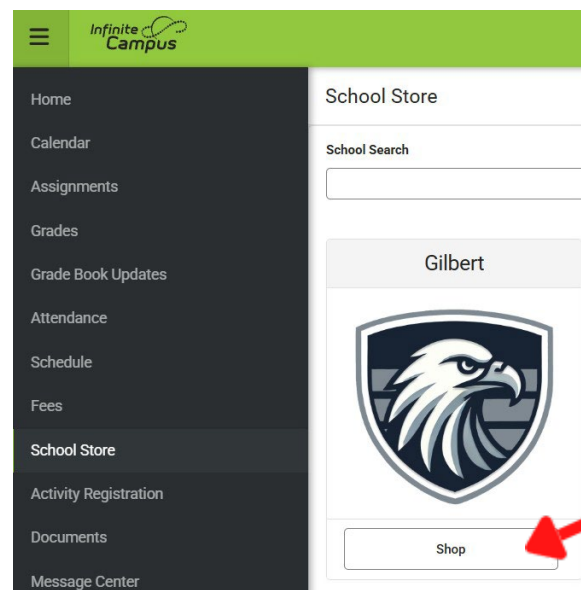 Infinite
Campus
Home
Calendar
Assignments
Grades
Grade Book Updates
Attendance
Schedule
Fees
School Store
Activity Registration
Documents
Message Center
School Store
School Search
Gilbert
Shop